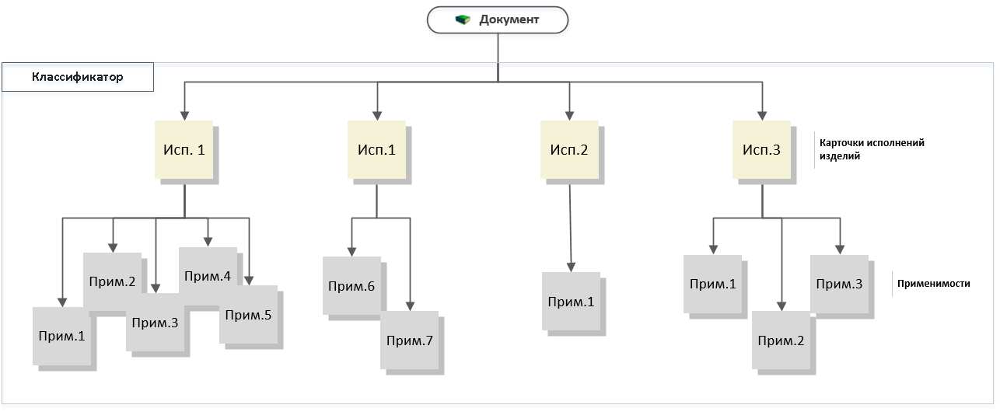 Документ
Классификатор
Исп. 1
Исп.1
Исп.2
Исп.3
Карточки исполнений
изделий
Прим.1
Прим.2
Прим.3
Прим.4
Прим.5
Прим.6
Прим.7
Прим.1
Прим.1
Прим.2
Прим.3
Применимости